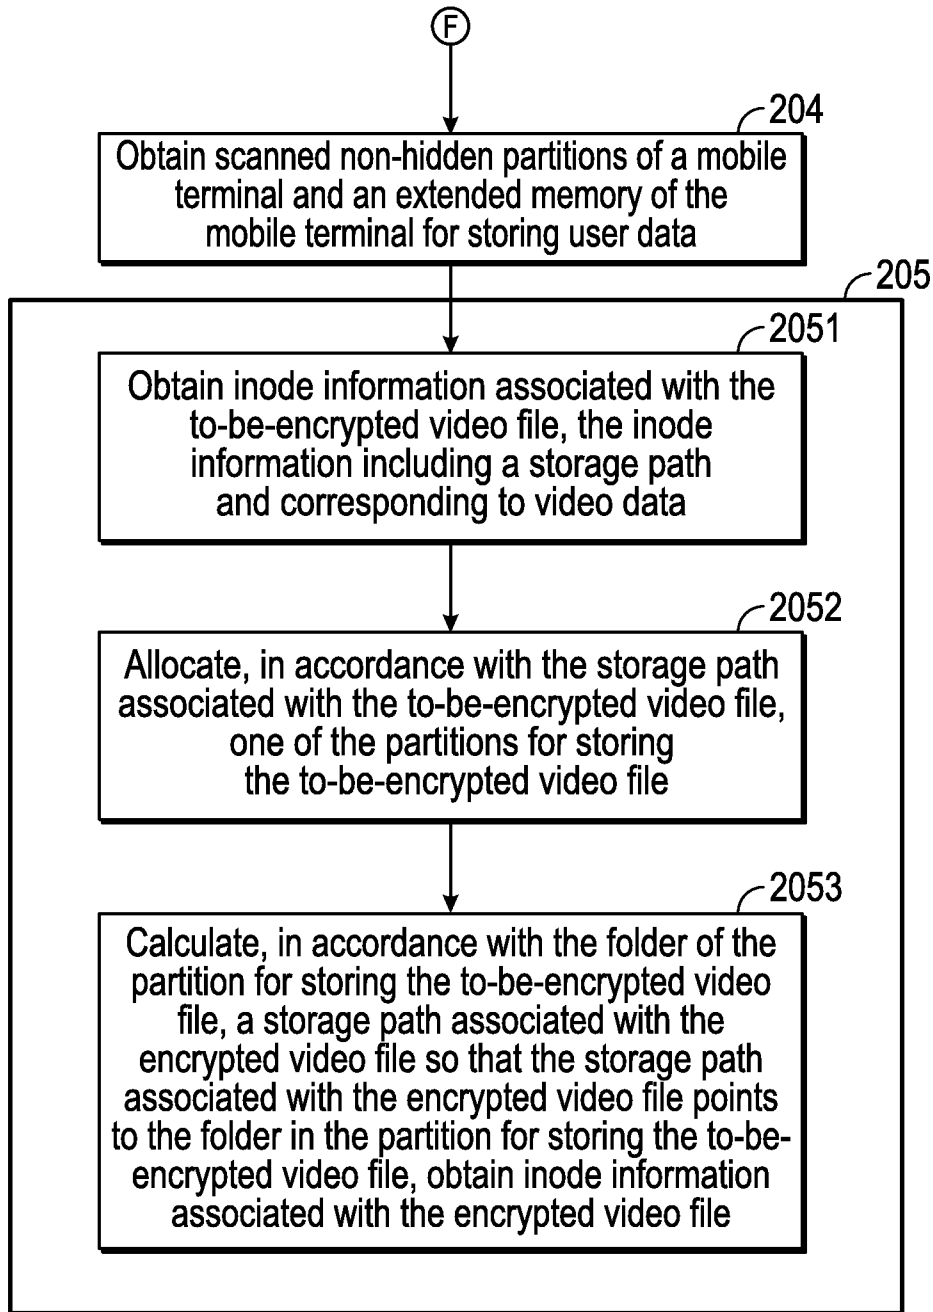 F
204
Obtain scanned non-hidden partitions of a mobile
terminal and an extended memory of the
mobile terminal for storing user data
205
2051
Obtain inode information associated with the
to-be-encrypted video file, the inode
information including a storage path
and corresponding to video data
2052
Allocate, in accordance with the storage path
associated with the to-be-encrypted video file,
one of the partitions for storing
the to-be-encrypted video file
2053
Calculate, in accordance with the folder of the
partition for storing the to-be-encrypted video
file, a storage path associated with the
encrypted video file so that the storage path
associated with the encrypted video file points
to the folder in the partition for storing the to-be-
encrypted video file, obtain inode information
associated with the encrypted video file